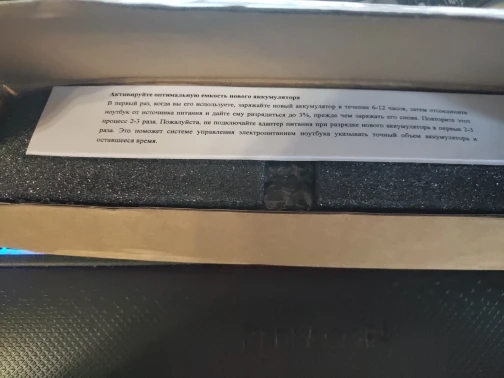 Активируйте оптимальную емкость нового аккумулятора
В первый раз, когда вы его используете, заряжайте новый аккумулятор в течение 6-12 часов, затем отсоедините
ноутбук от источника питания и дайте ему разрядиться до 3%, прежде чем заряжать его снова. Повторите этот
процесс 2-3 раза. Пожалуйста, не подключайте адаптер питания при разрядке нового аккумулятора в первые 2-3
раза. Это поможет системе управления электропитанием ноутбука указывать точный объем аккумулятора и
оставшееся время.